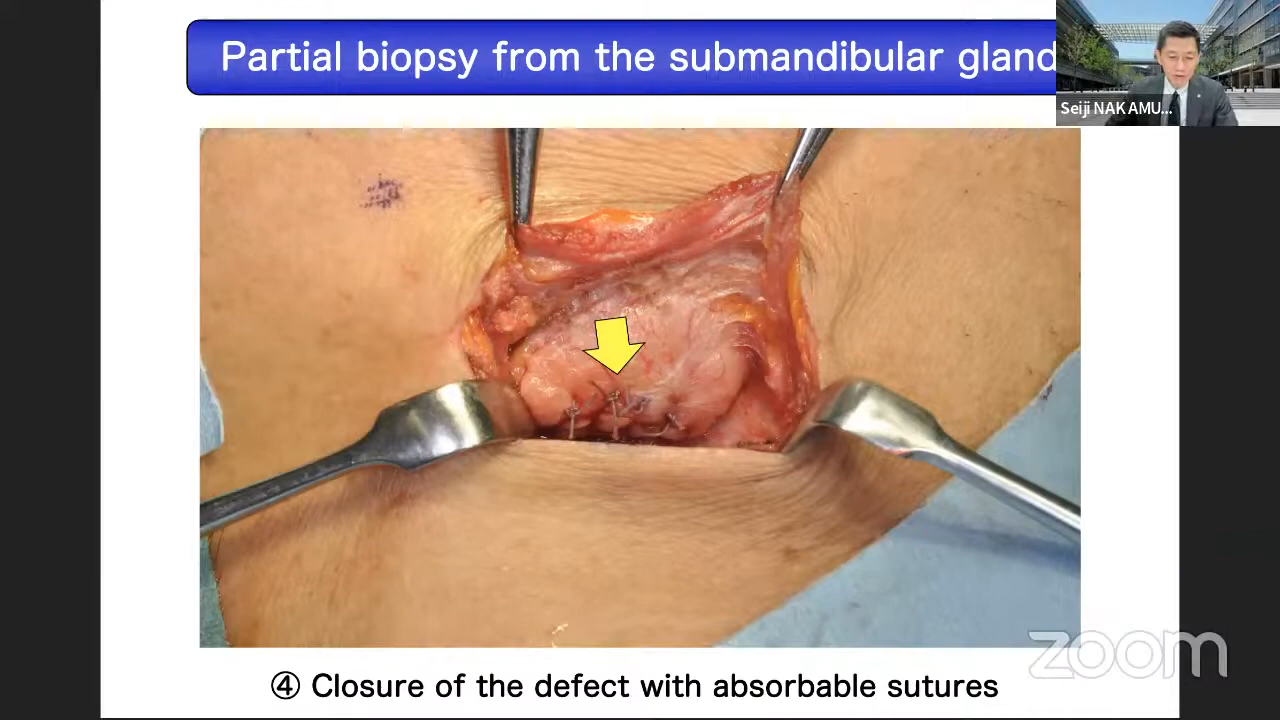 Partial biopsy from the submandibular gland
Seiji NAKAMU...
zoom
④ Closure of the defect with absorbable sutures